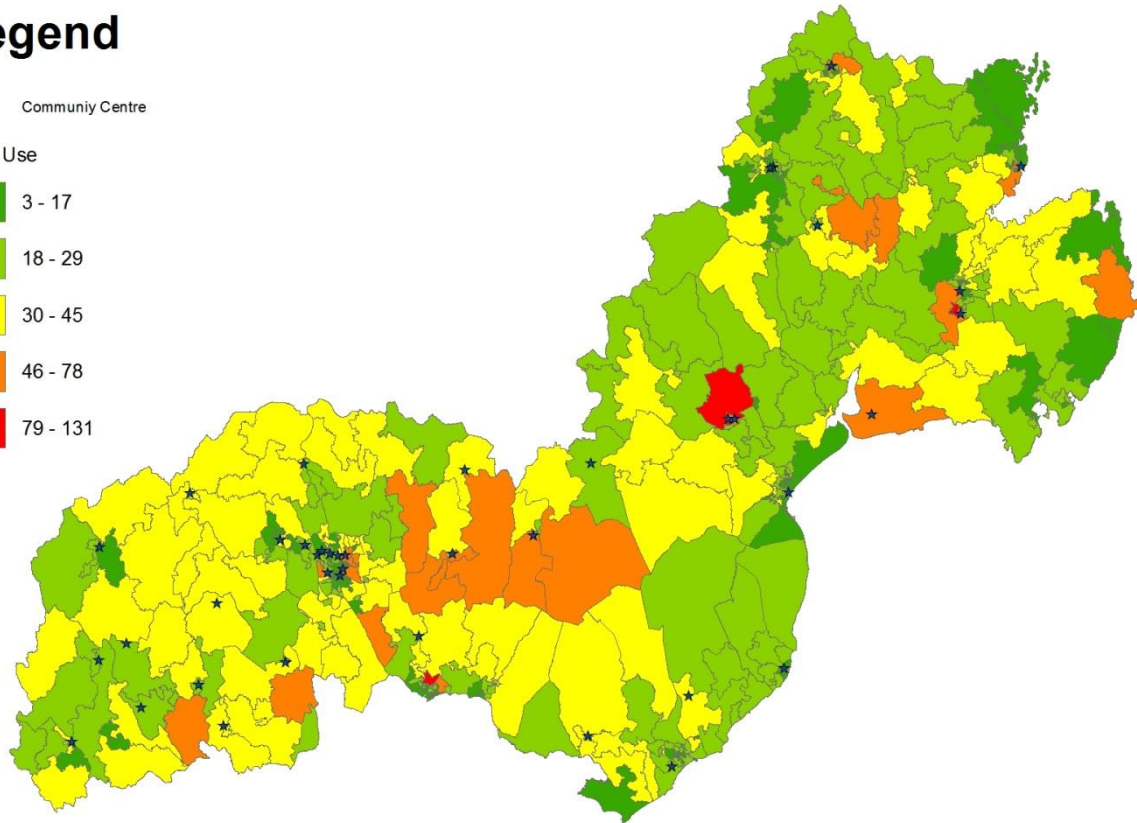 egend
Communiy Centre
Use
3 - 17
18 - 29
30 - 45
46 - 78
79 - 131